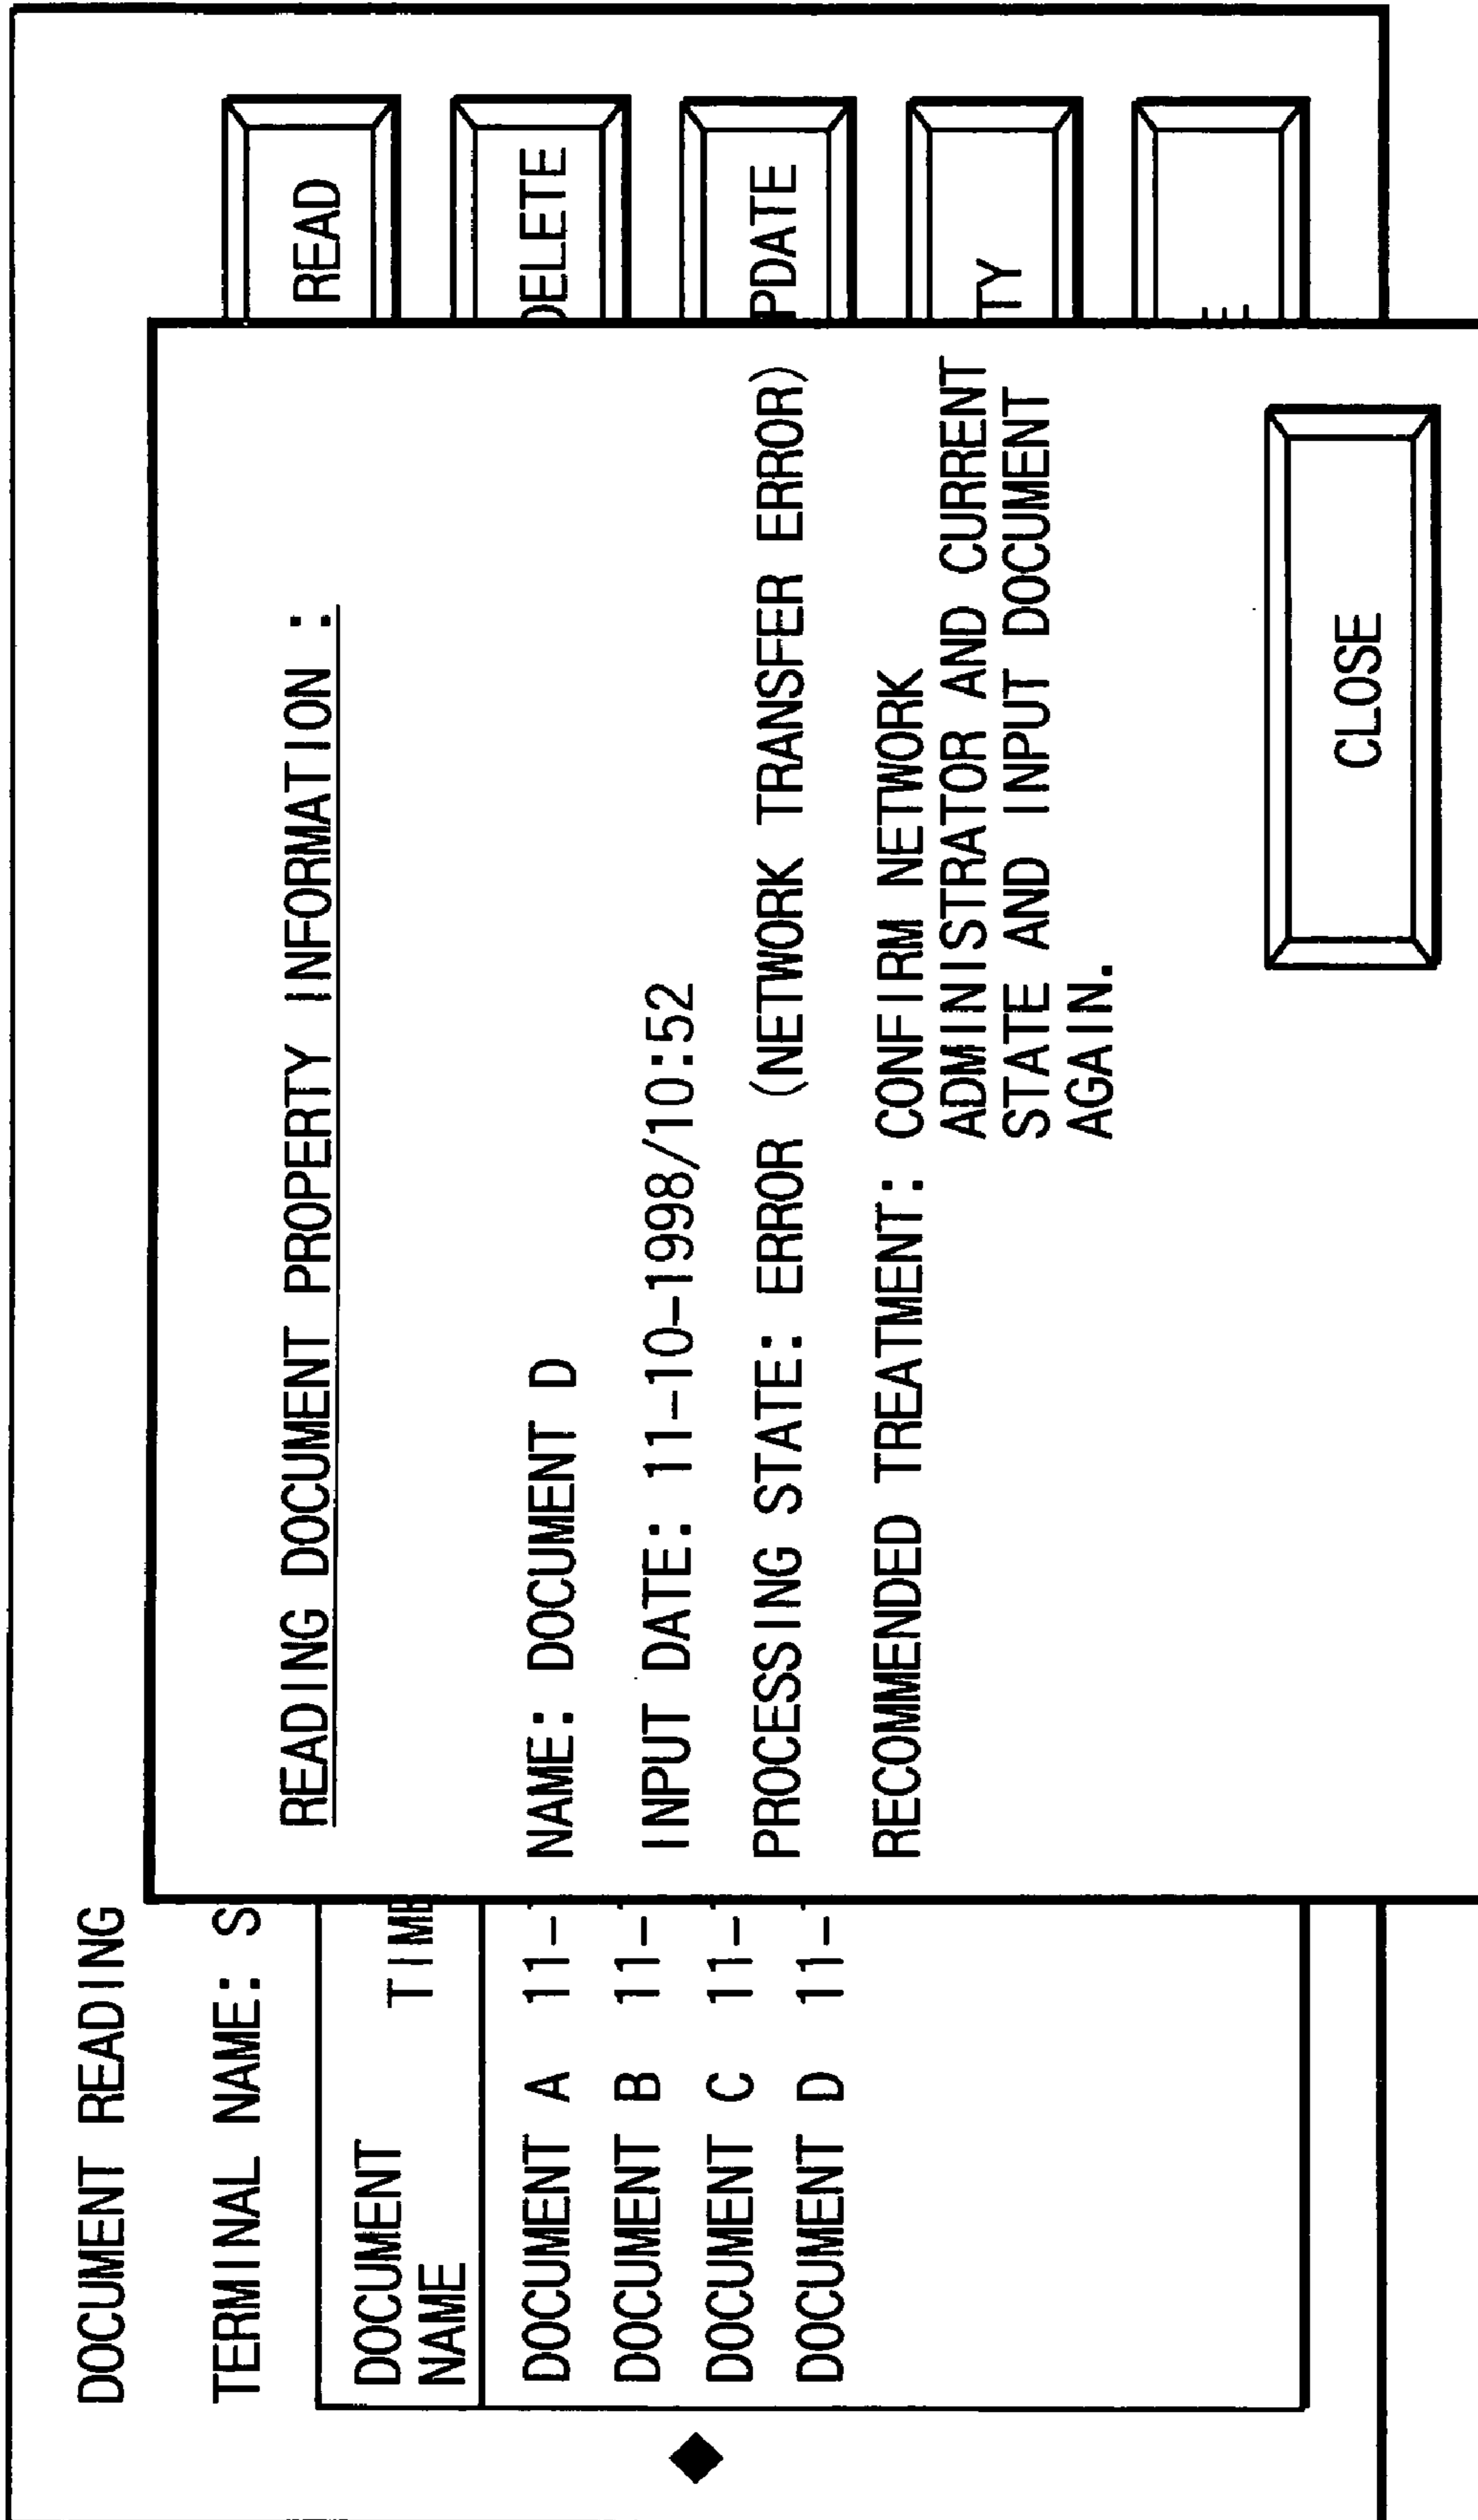 DOCUMENT READING
TERMINAL NAME: S
DOCUMENT NAME TIME
DOCUMENT A 11-
DOCUMENT B 11-
DOCUMENT C 11-
DOCUMENT D 11-
READING DOCUMENT PROPERTY INFORMATION :
NAME: DOCUMENT D
INPUT DATE: 11-10-1998/10:52
PROCESSING STATE: ERROR (NETWORK TRANSFER ERROR)
RECOMMENDED TREATMENT: CONFIRM NETWORK
ADMINISTRATOR AND CURRENT
STATE AND INPUT DOCUMENT
AGAIN.
CLOSE
READ
DELETE
PDATE
TY